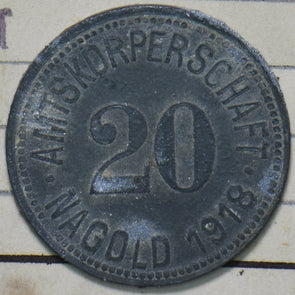 · AMTSKÖRPERSCHAFT ·
20
NAGOLD 1918